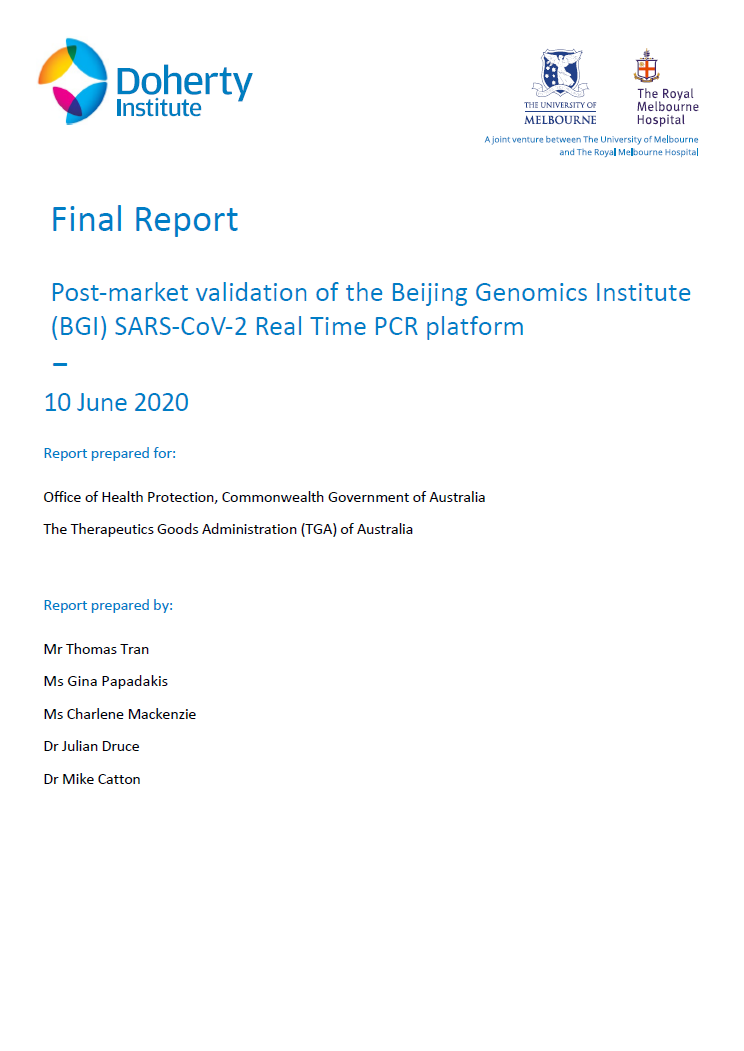 Doherty
Institute
THE UNIVERSITY OF
MELBOURNE
The Royal
Melbourne
Hospital
A joint venture between The University of Melbourne
and The Royal Melbourne Hospital
Final Report
Post-market validation of the Beijing Genomics Institute
(BGI) SARS-CoV-2 Real Time PCR platform
–
10 June 2020
Report prepared for:
Office of Health Protection, Commonwealth Government of Australia
The Therapeutics Goods Administration (TGA) of Australia
Report prepared by:
Mr Thomas Tran
Ms Gina Papadakis
Ms Charlene Mackenzie
Dr Julian Druce
Dr Mike Catton